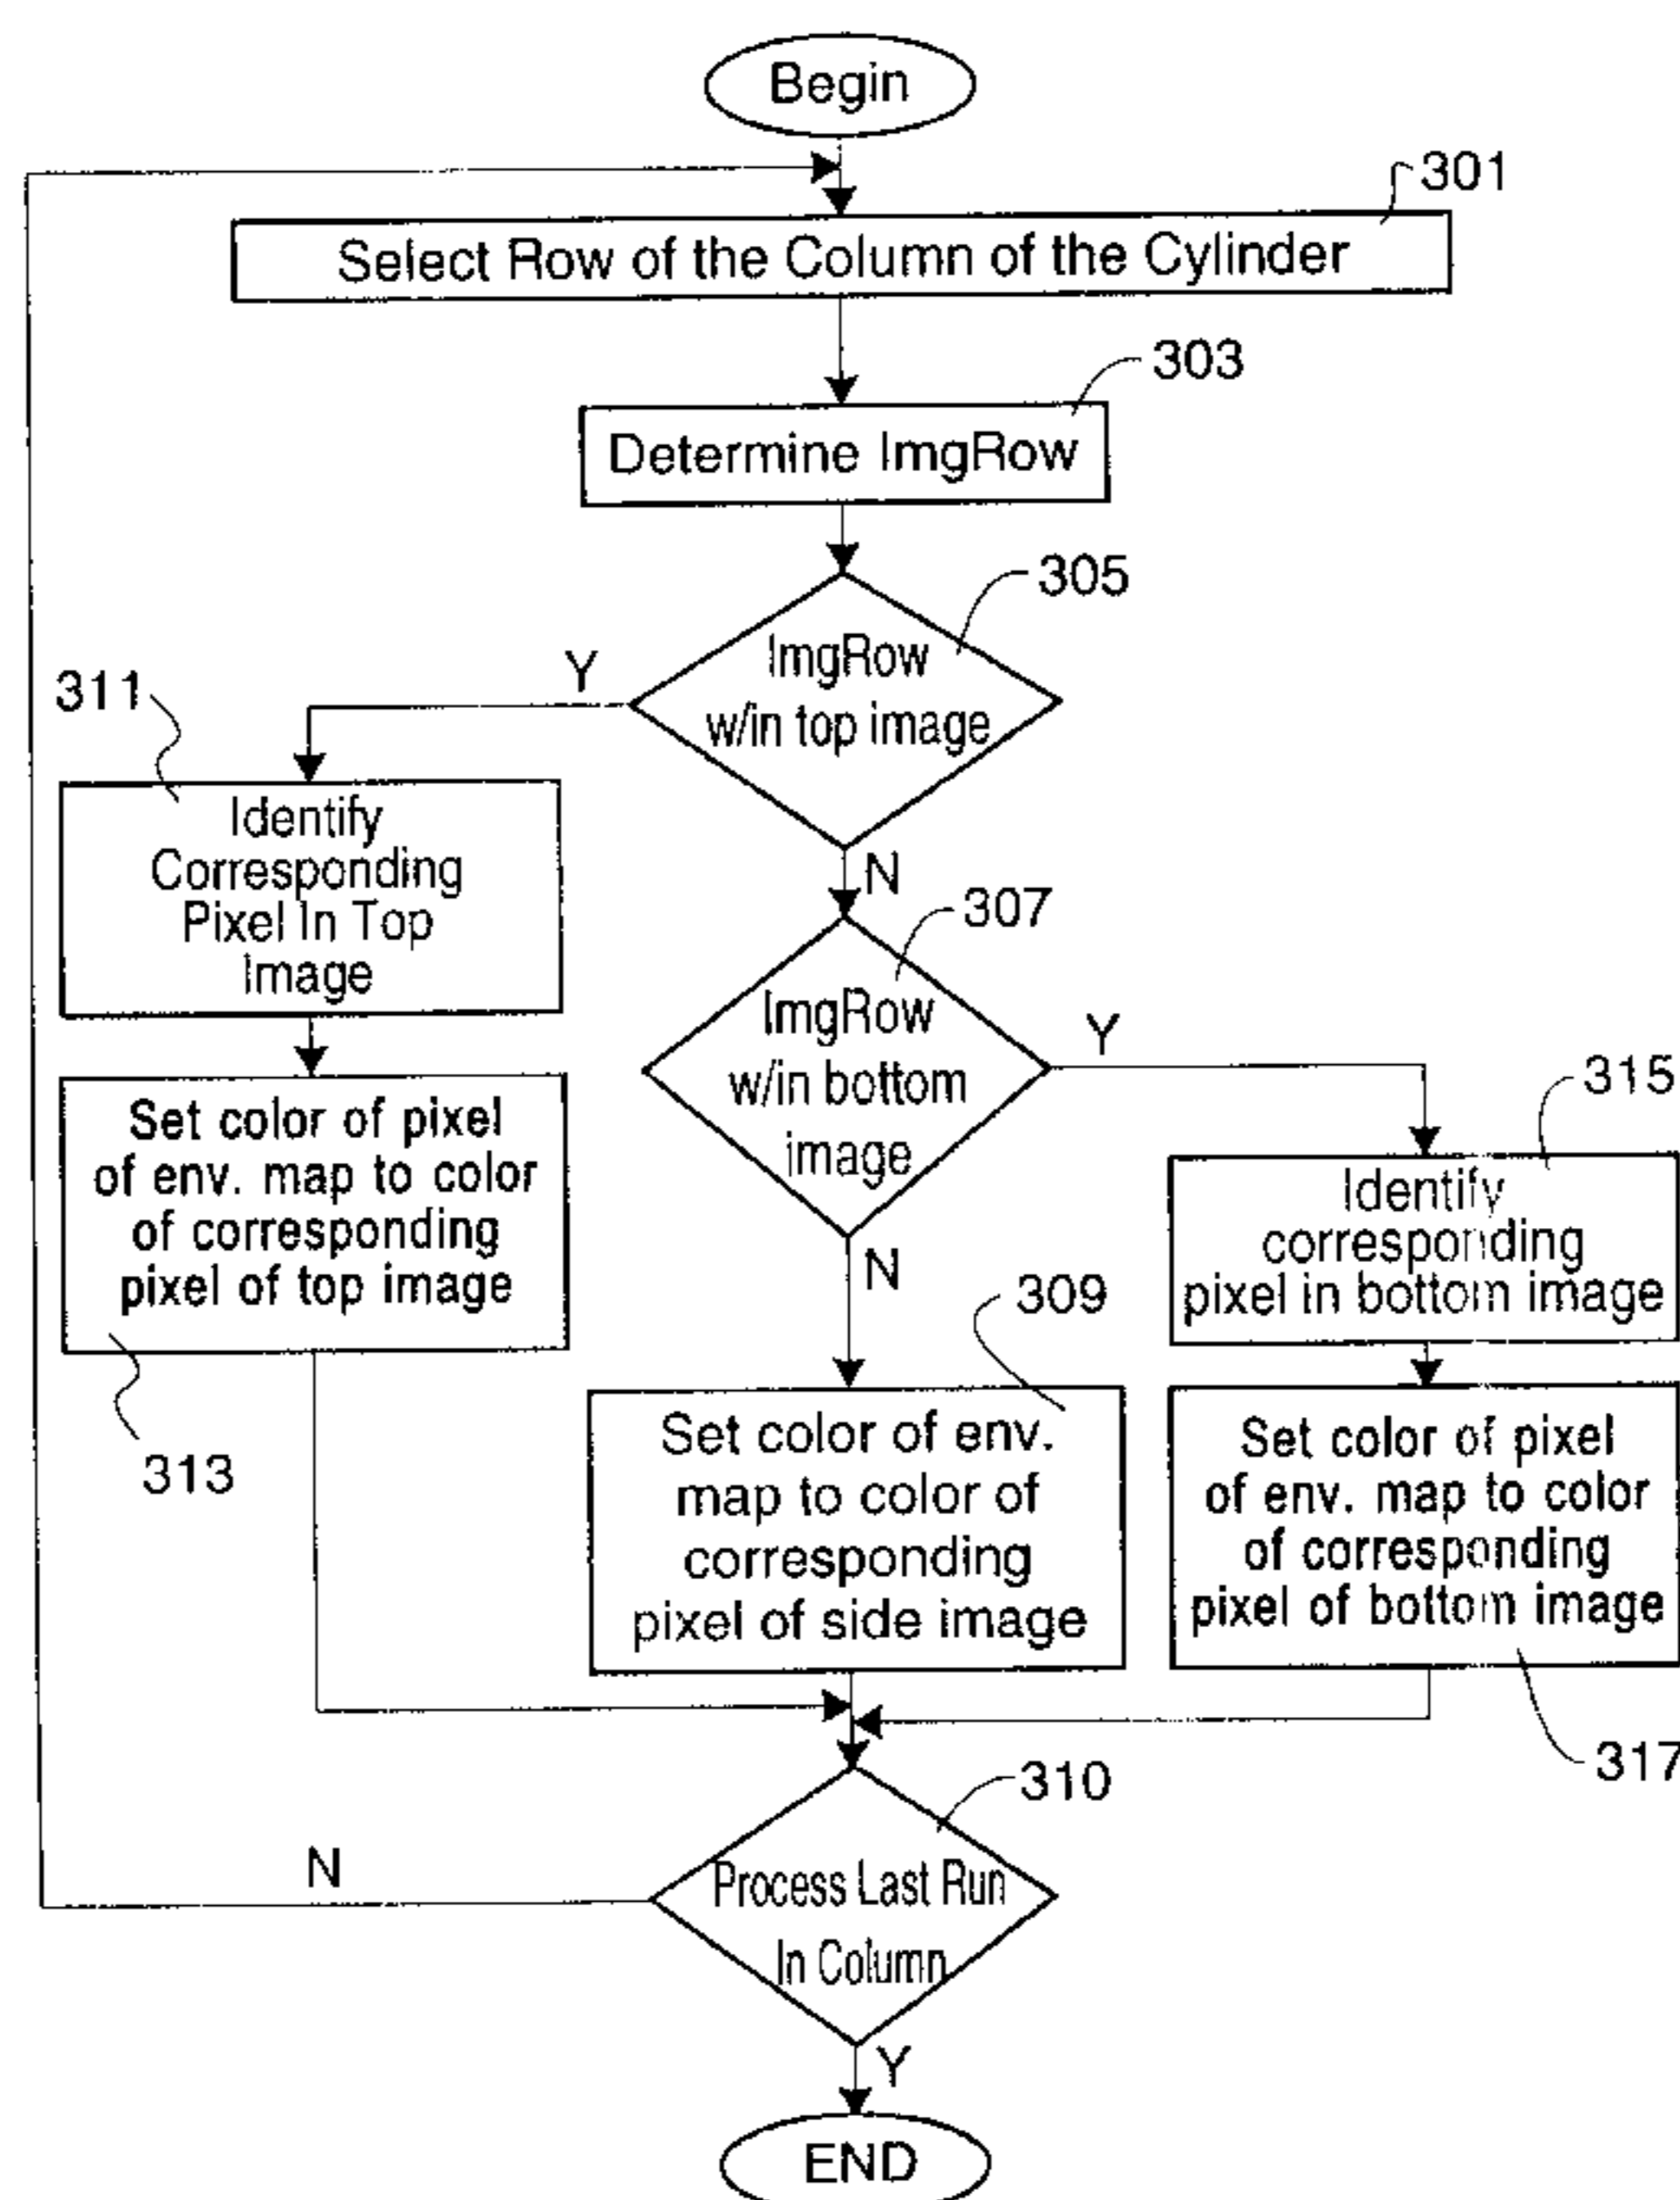 Begin
301
Select Row of the Column of the Cylinder
303
Determine ImgRow
305
ImgRow
w/in top image
Y
N
311
Identify
Corresponding
Pixel In Top
Image
307
ImgRow
w/in bottom
image
Y
N
315
Identify
corresponding
pixel in bottom image
Set color of pixel
of env. map to color
of corresponding
pixel of top image
313
309
Set color of env.
map to color of
corresponding
pixel of side image
Set color of pixel
of env. map to color
of corresponding
pixel of bottom image
317
310
Process Last Run
In Column
N
Y
END